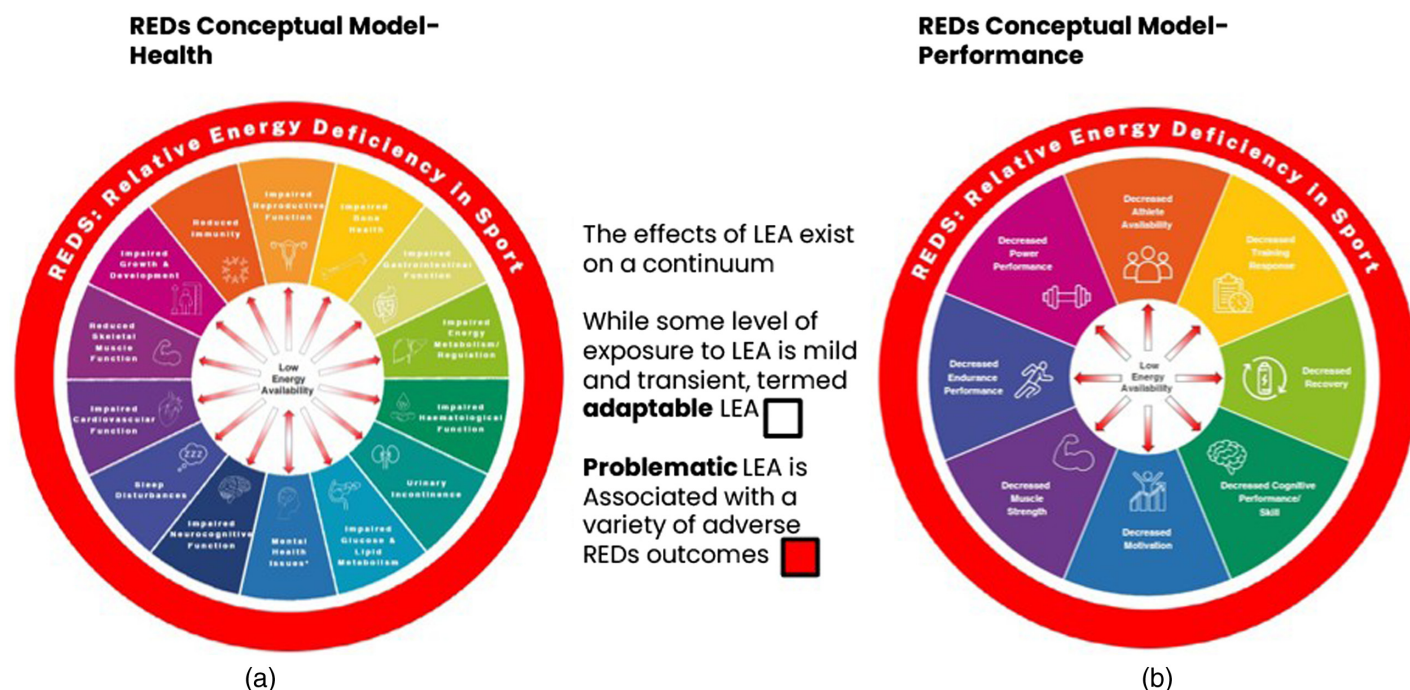 REDs Conceptual Model-
Health
REDS: Relative Energy Deficiency in Sport
Impaired
Reproductive
Function
Impaired
Bone
Health
Impaired
Gastrointestinal
Function
Impaired
Energy
Metabolism/
Regulation
Impaired
Haematological
Function
Urinary
Incontinence
Impaired
Glucose &
Lipid
Metabolism
Mental
Health
Issues*
Impaired
Neurocognitive
Function
Sleep
Disturbances
zzz
Impaired
Cardiovascular
Function
Reduced
Skeletal
Muscle
Function
Impaired
Growth &
Development
Reduced
Immunity
Low
Energy
Availability
(a)
The effects of LEA exist
on a continuum
While some level of
exposure to LEA is mild
and transient, termed
adaptable LEA
Problematic LEA is
Associated with a
variety of adverse
REDs outcomes
REDs Conceptual Model-
Performance
REDS: Relative Energy Deficiency in Sport
Decreased
Athlete
Availability
Decreased
Training
Response
Decreased
Recovery
Decreased Cognitive
Performance/
Skill
Decreased
Motivation
Decreased
Muscle
Strength
Decreased
Endurance
Performance
Decreased
Power
Performance
Low
Energy
Availability
(b)